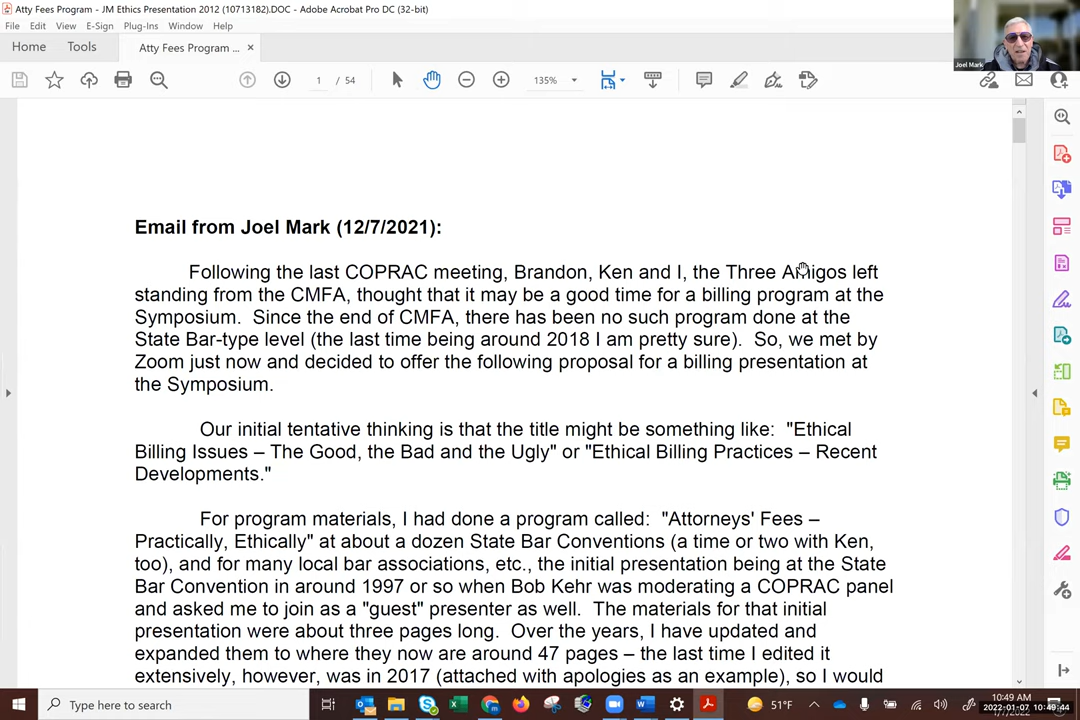 Atty Fees Program - JM Ethics Presentation 2012 (10713182).DOC - Adobe Acrobat Pro DC (32-bit)
File Edit View E-Sign Plug-Ins Window Help
Home Tools Atty Fees Program ... ×
1 / 54 135%
Joel Mark
Email from Joel Mark (12/7/2021):
Following the last COPRAC meeting, Brandon, Ken and I, the Three Amigos left
standing from the CMFA, thought that it may be a good time for a billing program at the
Symposium. Since the end of CMFA, there has been no such program done at the
State Bar-type level (the last time being around 2018 I am pretty sure). So, we met by
Zoom just now and decided to offer the following proposal for a billing presentation at
the Symposium.
Our initial tentative thinking is that the title might be something like: "Ethical
Billing Issues – The Good, the Bad and the Ugly" or "Ethical Billing Practices – Recent
Developments."
For program materials, I had done a program called: "Attorneys' Fees –
Practically, Ethically" at about a dozen State Bar Conventions (a time or two with Ken,
too), and for many local bar associations, etc., the initial presentation being at the State
Bar Convention in around 1997 or so when Bob Kehr was moderating a COPRAC panel
and asked me to join as a "guest" presenter as well. The materials for that initial
presentation were about three pages long. Over the years, I have updated and
expanded them to where they now are around 47 pages – the last time I edited it
extensively, however, was in 2017 (attached with apologies as an example), so I would
Type here to search
51°F
10:49 AM
2022-01-07 10:49:44